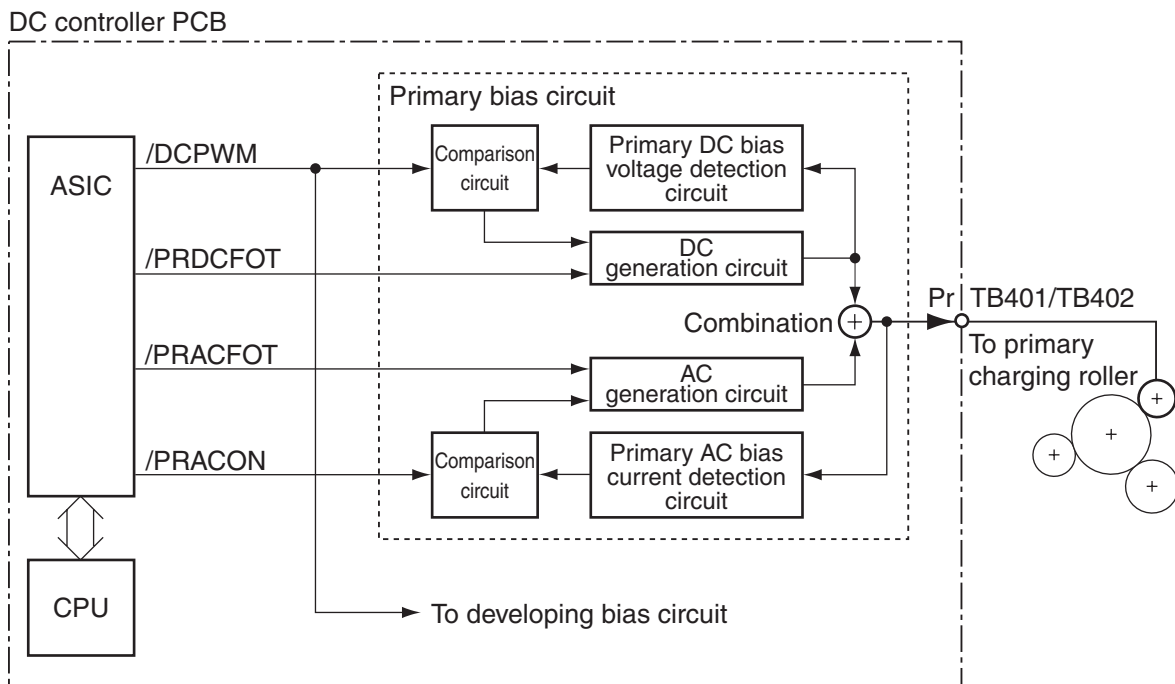 DC controller PCB
Primary bias circuit
ASIC
/DCPWM
Comparison
circuit
Primary DC bias
voltage detection
circuit
/PRDCFOT
DC
generation circuit
Combination
Pr
TB401/TB402
To primary
charging roller
/PRACFOT
AC
generation circuit
/PRACON
Comparison
circuit
Primary AC bias
current detection
circuit
CPU
To developing bias circuit